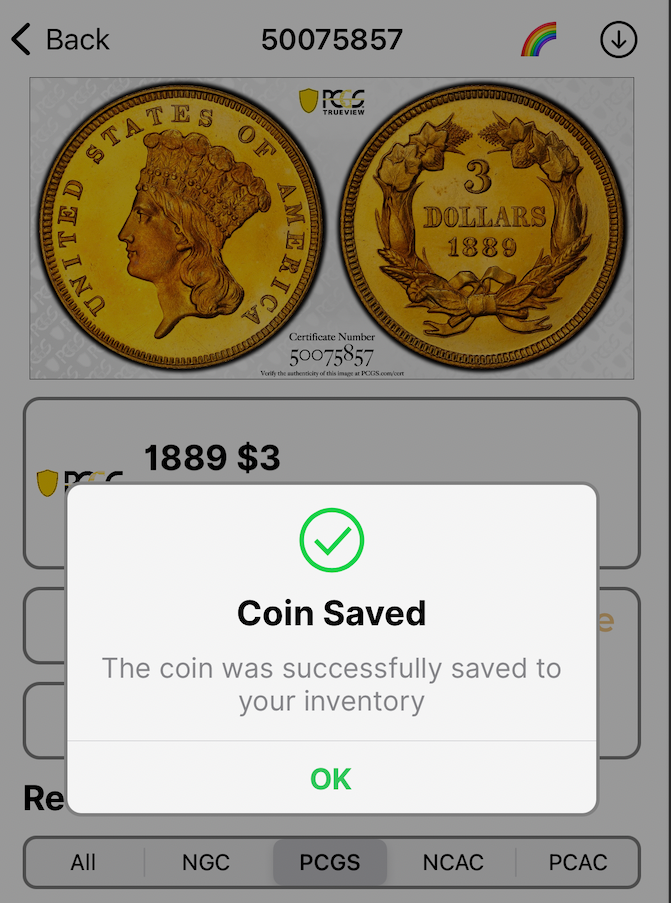 Back
50075857
PCGS
TRUEVIEW
UNITED STATES OF AMERICA
3
DOLLARS
1889
Certificate Number
50075857
Verify the authenticity of this image at PCGS.com/cert
1889 $3
PCGS
Coin Saved
The coin was successfully saved to
your inventory
OK
e
Re
All
NGC
PCGS
NCAC
PCAC